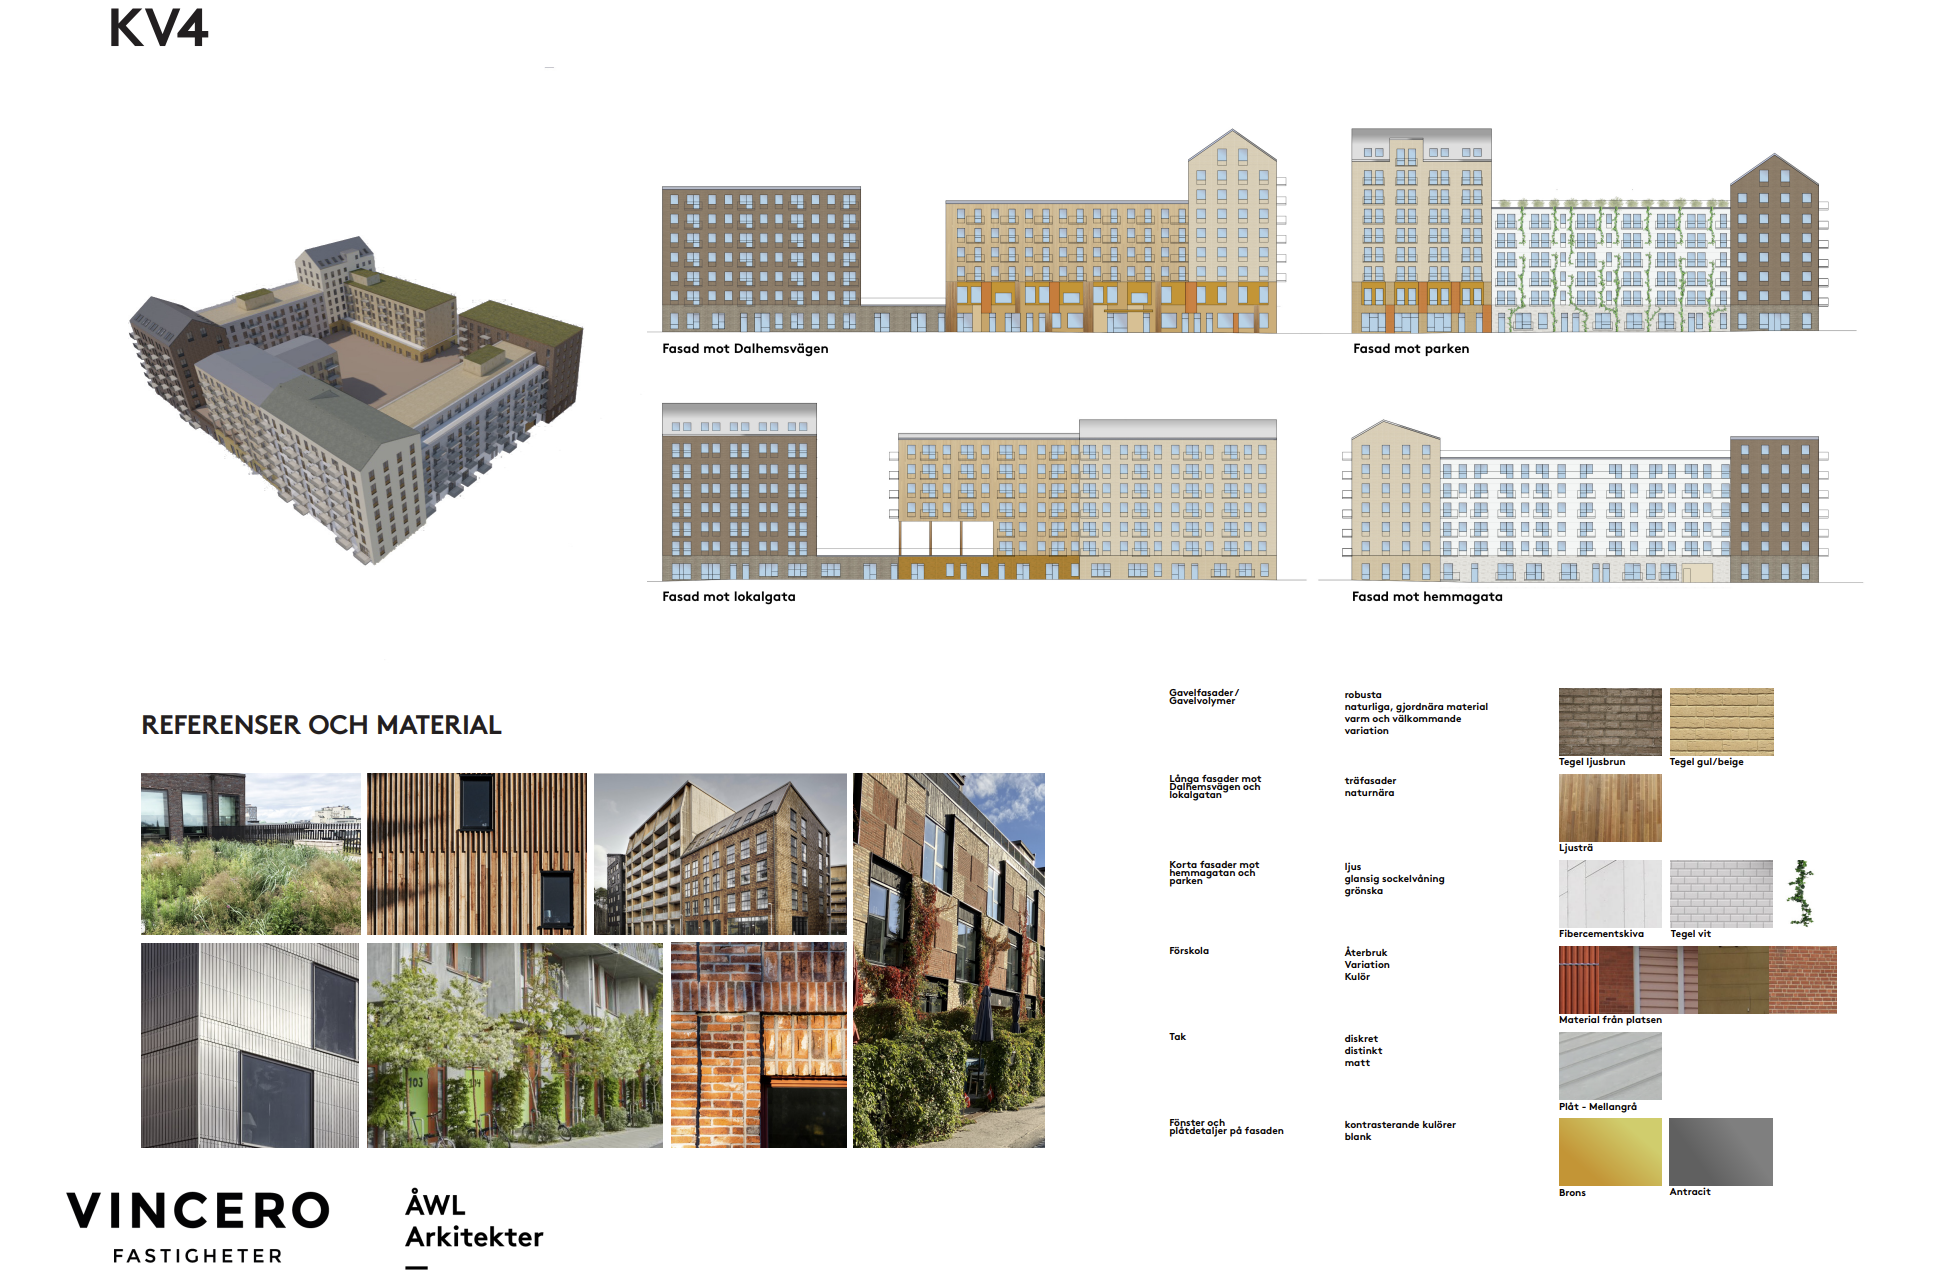 KV4
Fasad mot Dalhemsvägen
Fasad mot parken
Fasad mot lokalgata
Fasad mot hemmagata
REFERENSER OCH MATERIAL
103
104
Gavelfasader/
Gavelvolymer
robusta
naturliga, gjordnära material
varm och välkommande
variation
Tegel ljusbrun
Tegel gul/beige
Långa fasader mot
Dalhemsvägen och
lokalgatan
träfasader
naturnära
Ljusträ
Korta fasader mot
hemmagatan och
parken
ljus
glansig sockelvåning
grönska
Fibercementskiva
Tegel vit
Förskola
Återbruk
Variation
Kulör
Material från platsen
Tak
diskret
distinkt
matt
Plåt - Mellangrå
Fönster och
plåtdetaljer på fasaden
kontrasterande kulörer
blank
Brons
Antracit
VINCERO
FASTIGHETER
ÅWL
Arkitekter